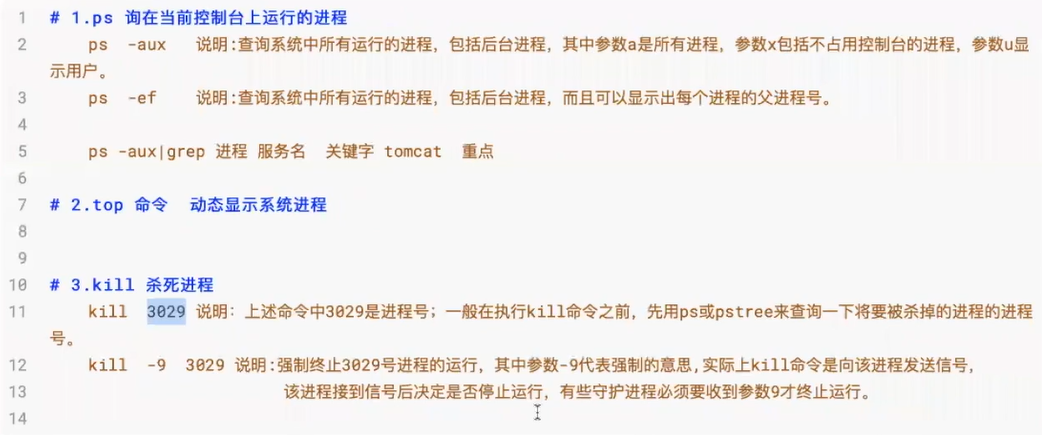 1 # 1.ps 询在当前控制台上运行的进程
2 ps -aux 说明:查询系统中所有运行的进程，包括后台进程，其中参数a是所有进程，参数x包括不占用控制台的进程，参数u显
示用户。
3 ps -ef 说明:查询系统中所有运行的进程，包括后台进程，而且可以显示出每个进程的父进程号。
4
5 ps -aux|grep 进程 服务名 关键字 tomcat 重点
6
7 # 2.top 命令 动态显示系统进程
8
9
10 # 3.kill 杀死进程
11 kill 3029 说明：上述命令中3029是进程号；一般在执行kill命令之前，先用ps或pstree来查询一下将要被杀掉的进程的进程
号。
12 kill -9 3029 说明:强制终止3029号进程的运行，其中参数-9代表强制的意思,实际上kill命令是向该进程发送信号，
13 该进程接到信号后决定是否停止运行，有些守护进程必须要收到参数9才终止运行。
14